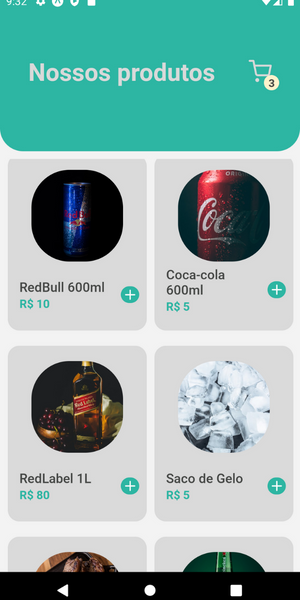 9:32
Nossos produtos
3
RedBull 600ml
R$ 10
Coca-cola
600ml
R$ 5
RedLabel 1L
R$ 80
Saco de Gelo
R$ 5